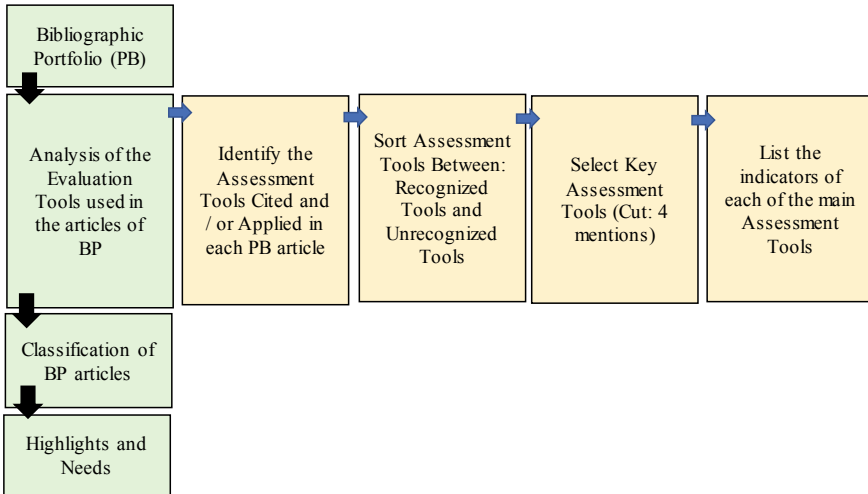 Bibliographic
Portfolio (PB)
Analysis of the
Evaluation
Tools used in
the articles of
BP
Identify the
Assessment
Tools Cited and
/ or Applied in
each PB article
Sort Assessment
Tools Between:
Recognized
Tools and
Unrecognized
Tools
Select Key
Assessment
Tools (Cut: 4
mentions)
List the
indicators of
each of the main
Assessment
Tools
Classification of
BP articles
Highlights and
Needs